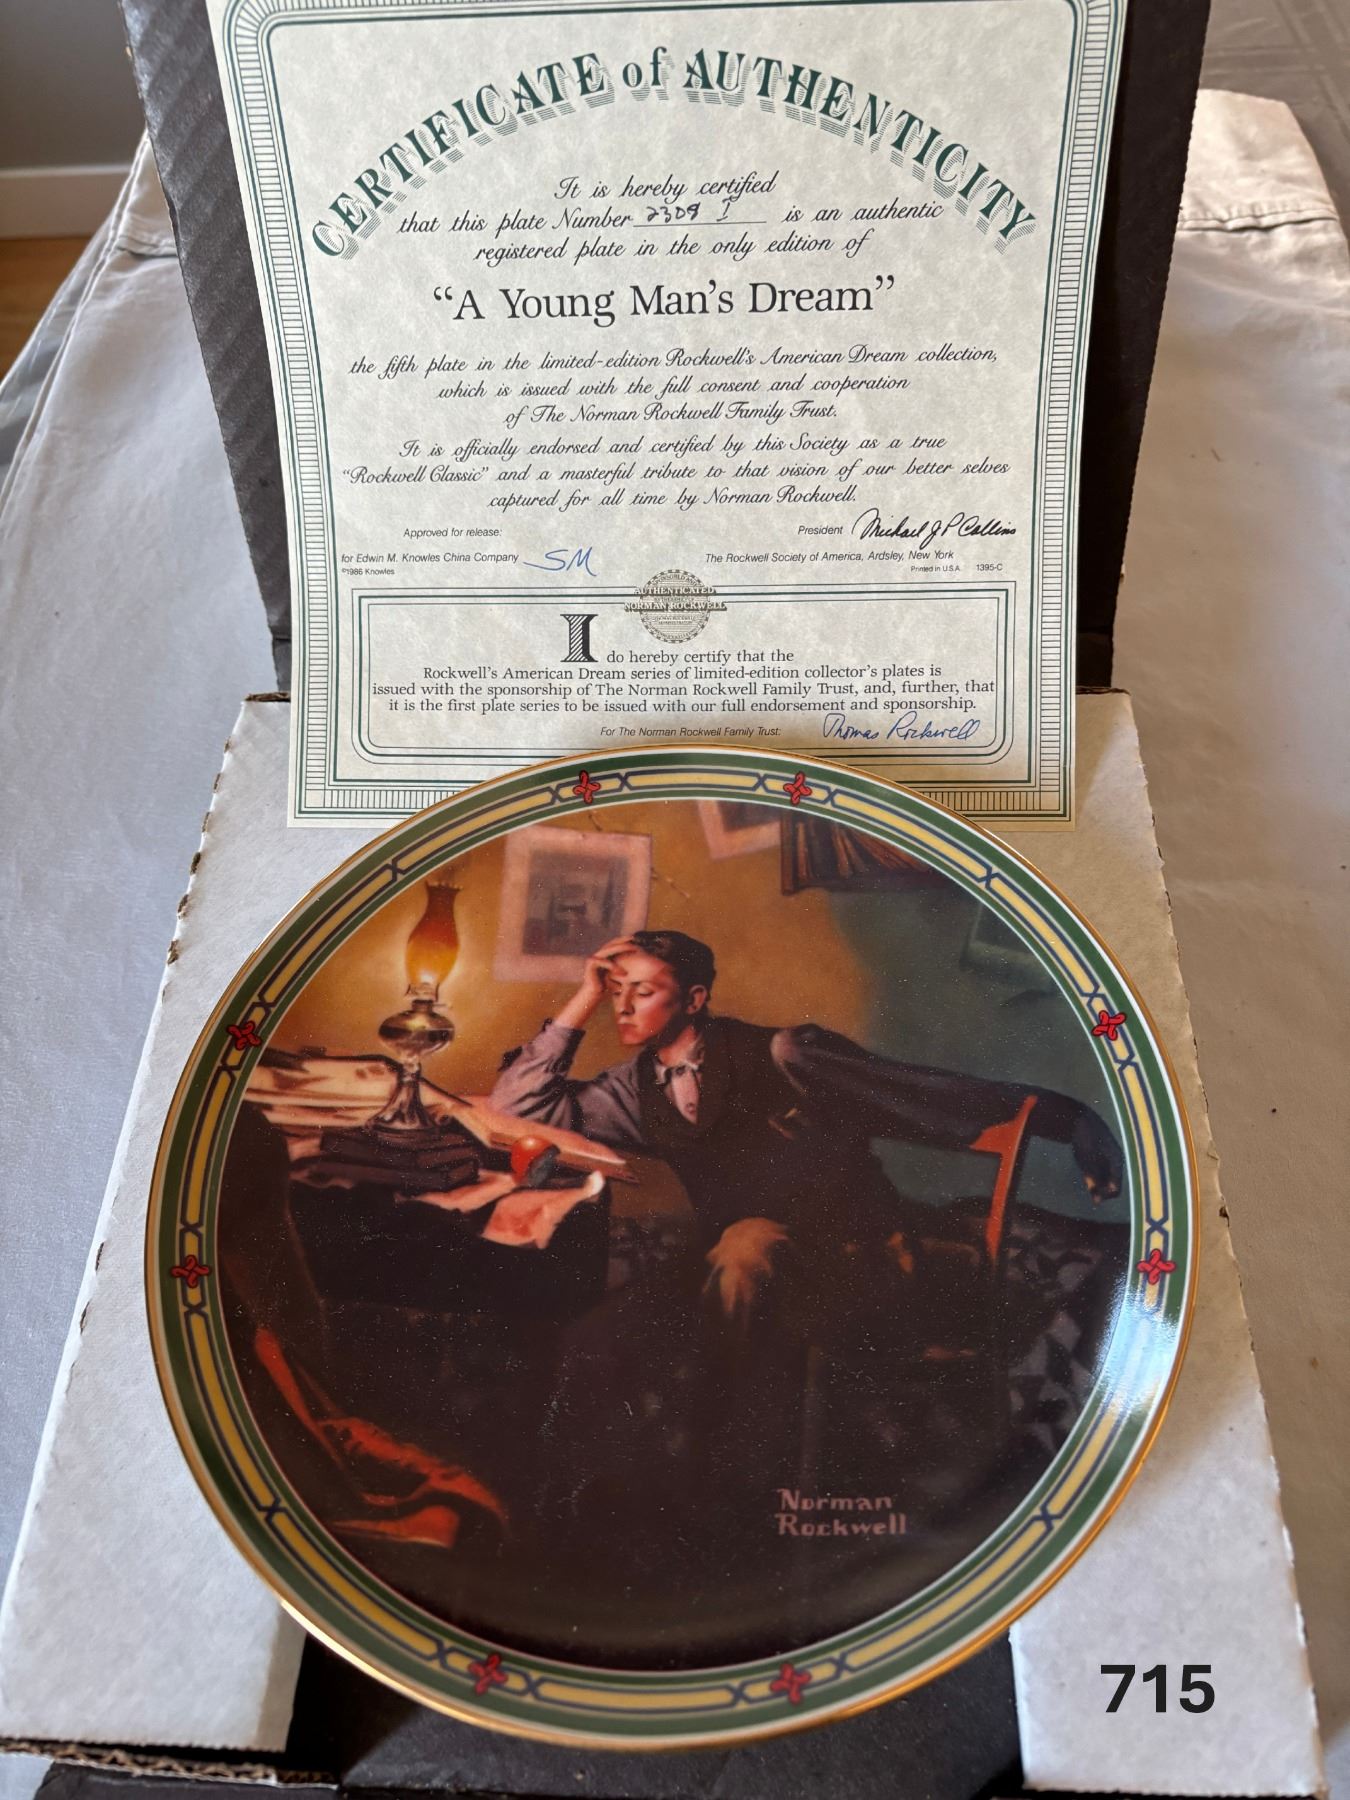 CERTIFICATE of AUTHENTICITY
It is hereby certified
that this plate Number 2309 I is an authentic
registered plate in the only edition of
“A Young Man’s Dream”
the fifth plate in the limited-edition Rockwell’s American Dream collection,
which is issued with the full consent and cooperation
of The Norman Rockwell Family Trust.
It is officially endorsed and certified by this Society as a true
“Rockwell Classic” and a masterful tribute to that vision of our better selves
captured for all time by Norman Rockwell.
Approved for release:
President Michael J P Collins
for Edwin M. Knowles China Company SM
The Rockwell Society of America, Ardsley, New York
©1986 Knowles
Printed in U.S.A. 1395-C
AUTHENTICATED
NORMAN ROCKWELL
I do hereby certify that the
Rockwell’s American Dream series of limited-edition collector’s plates is
issued with the sponsorship of The Norman Rockwell Family Trust, and, further, that
it is the first plate series to be issued with our full endorsement and sponsorship.
For The Norman Rockwell Family Trust: Thomas Rockwell
Norman
Rockwell
715